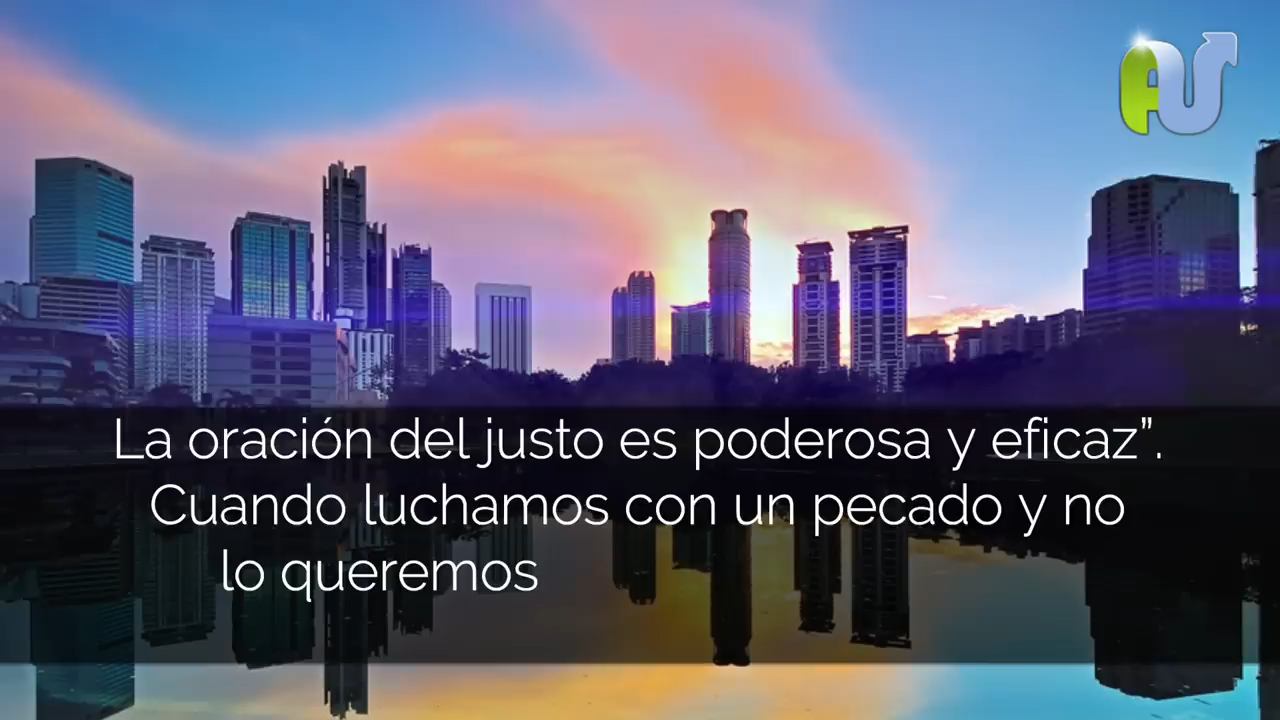 La oración del justo es poderosa y eficaz”.
Cuando luchamos con un pecado y no
lo queremos